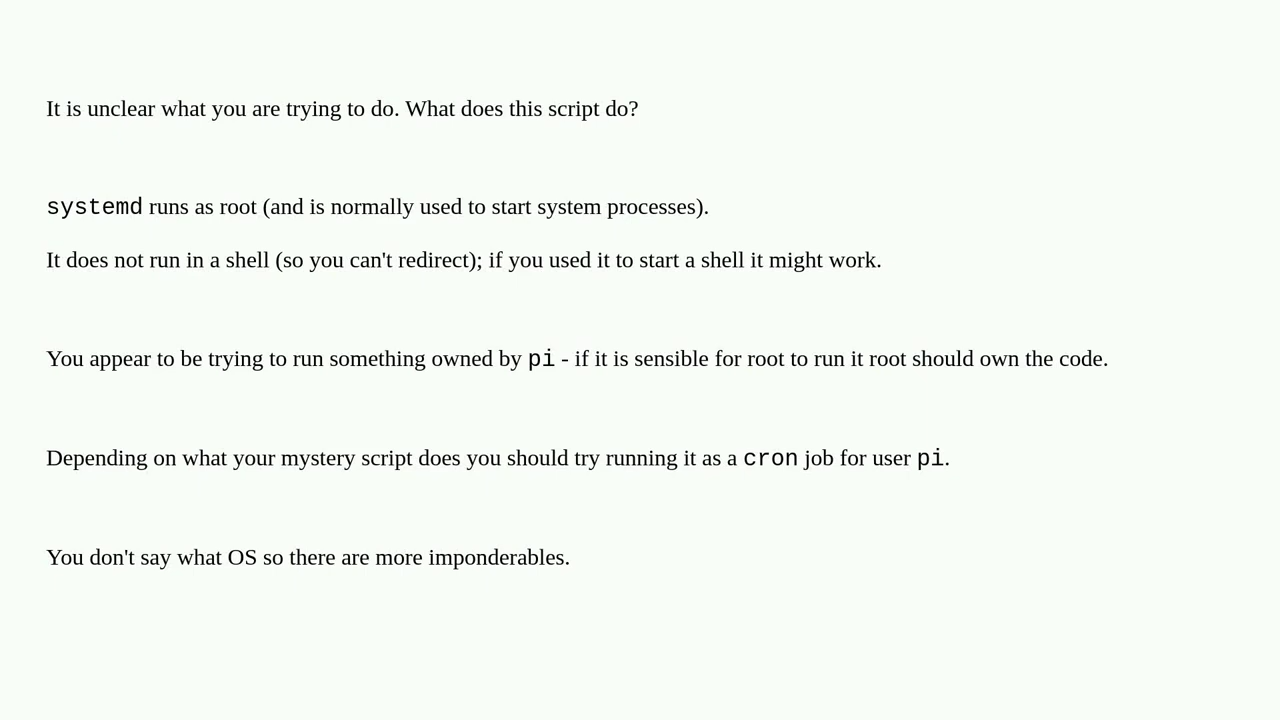 It is unclear what you are trying to do. What does this script do?
systemd runs as root (and is normally used to start system processes).
It does not run in a shell (so you can't redirect); if you used it to start a shell it might work.
You appear to be trying to run something owned by pi - if it is sensible for root to run it root should own the code.
Depending on what your mystery script does you should try running it as a cron job for user pi.
You don't say what OS so there are more imponderables.